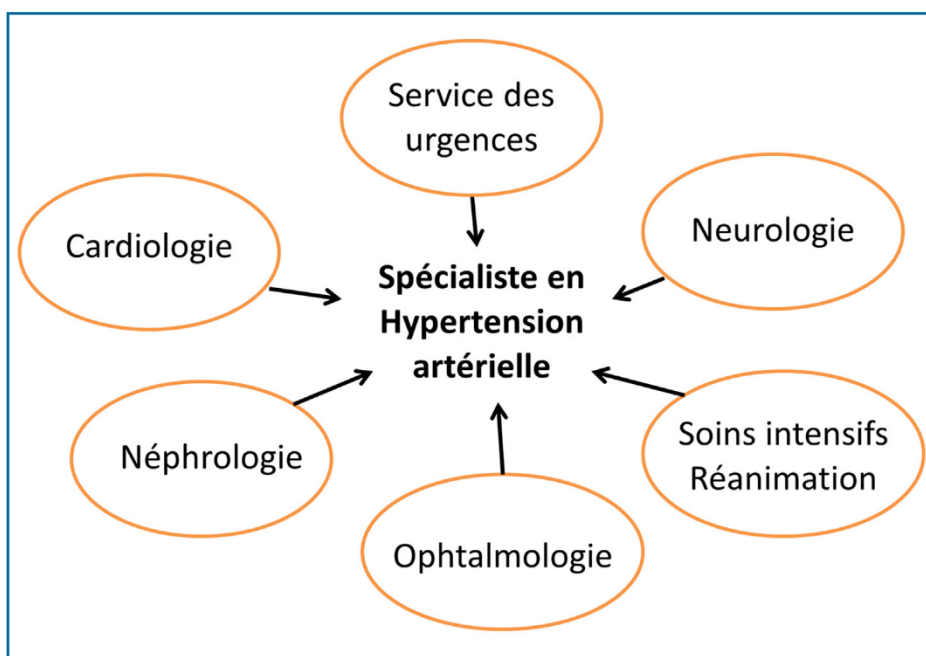 Service des
urgences
Cardiologie
Neurologie
Spécialiste en
Hypertension
artérielle
Néphrologie
Soins intensifs
Réanimation
Ophtalmologie